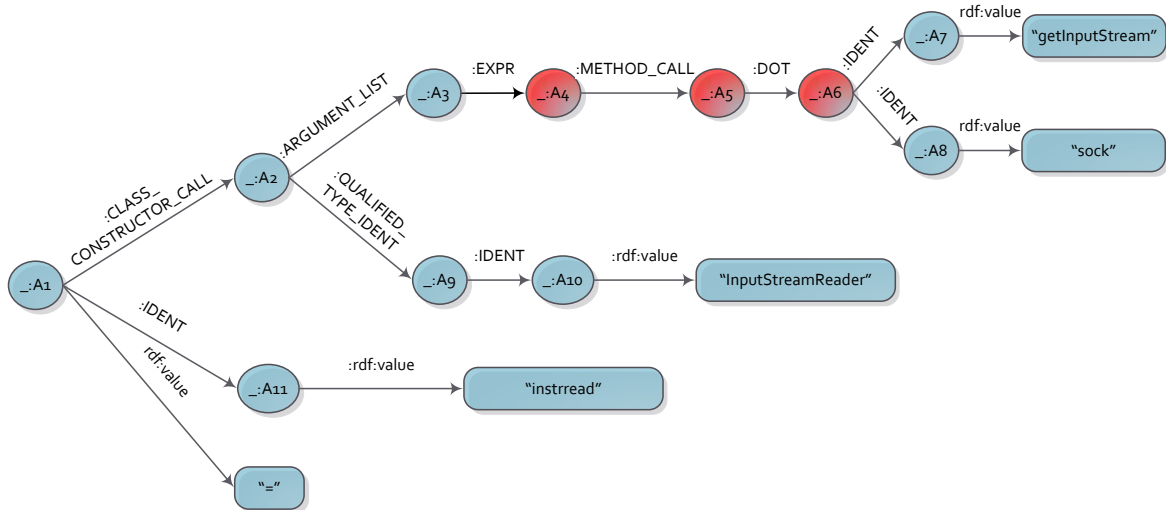 rdf:value
:IDENT
_:A7
“getInputStream”
:EXPR
:METHOD_CALL
:DOT
_:A3
_:A4
_:A5
_:A6
:ARGUMENT_LIST
:IDENT
rdf:value
_:A8
“sock”
:CLASS_
CONSTRUCTOR_CALL
_:A2
:QUALIFIED_
TYPE_IDENT
:IDENT
:rdf:value
_:A1
_:A9
_:A10
“InputStreamReader”
:IDENT
:rdf:value
rdf:value
_:A11
“instrread”
“=”